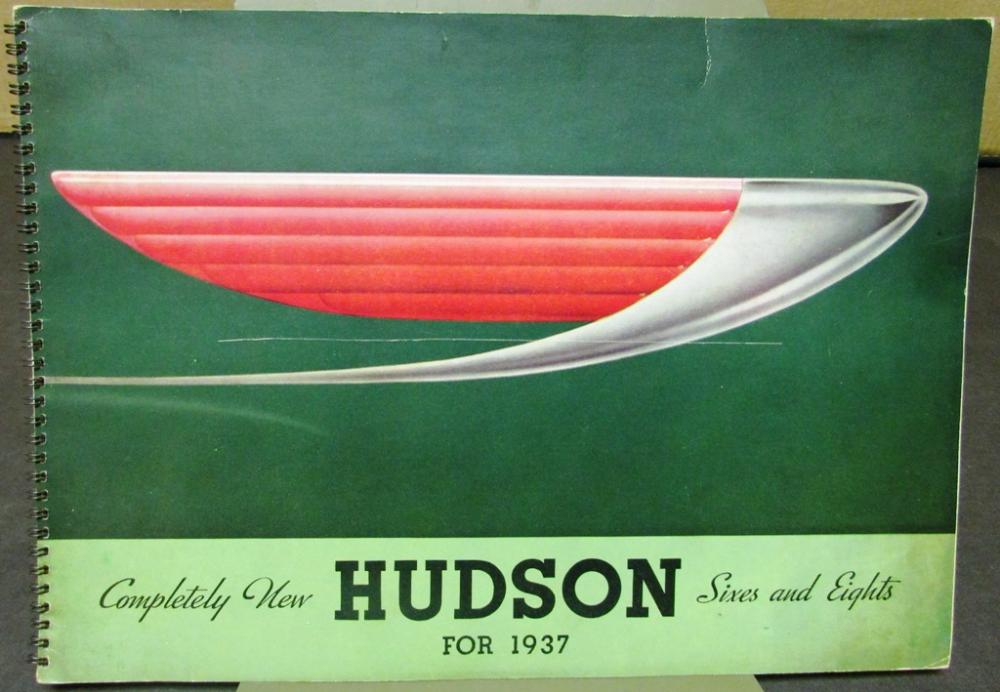 Completely New HUDSON Sixes and Eights
FOR 1937